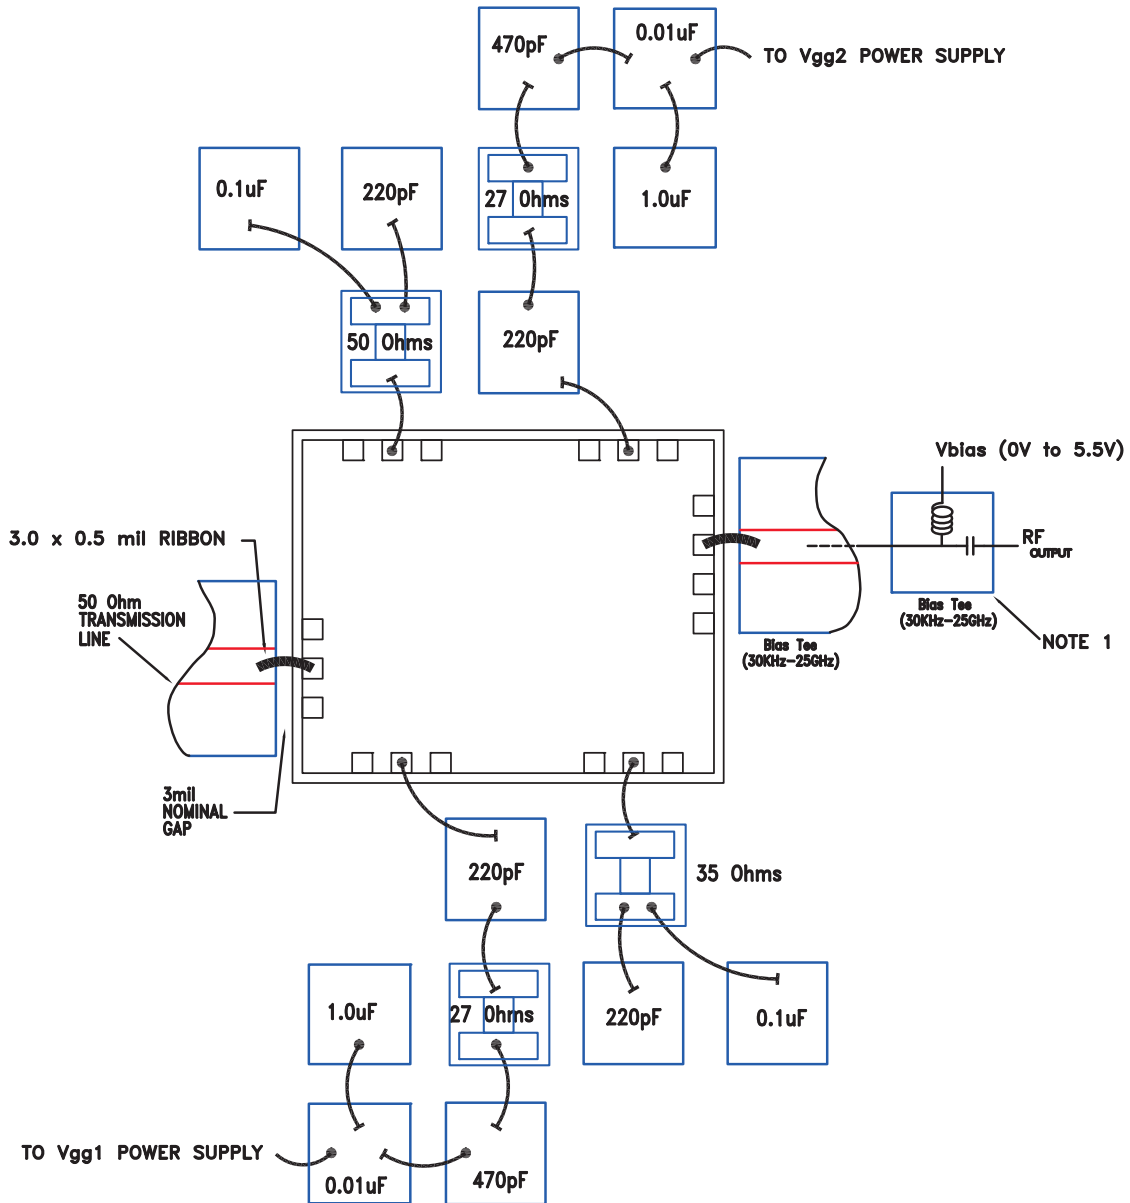 470pF
0.01uF
TO Vgg2 POWER SUPPLY
0.1uF
220pF
27 Ohms
1.0uF
50 Ohms
220pF
Vbias (0V to 5.5V)
3.0 x 0.5 mil RIBBON
RF
OUTPUT
50 Ohm
TRANSMISSION
LINE
Bias Tee
(30KHz-25GHz)
Bias Tee
(30KHz-25GHz)
NOTE 1
3mil
NOMINAL
GAP
220pF
35 Ohms
1.0uF
27 Ohms
220pF
0.1uF
TO Vgg1 POWER SUPPLY
0.01uF
470pF